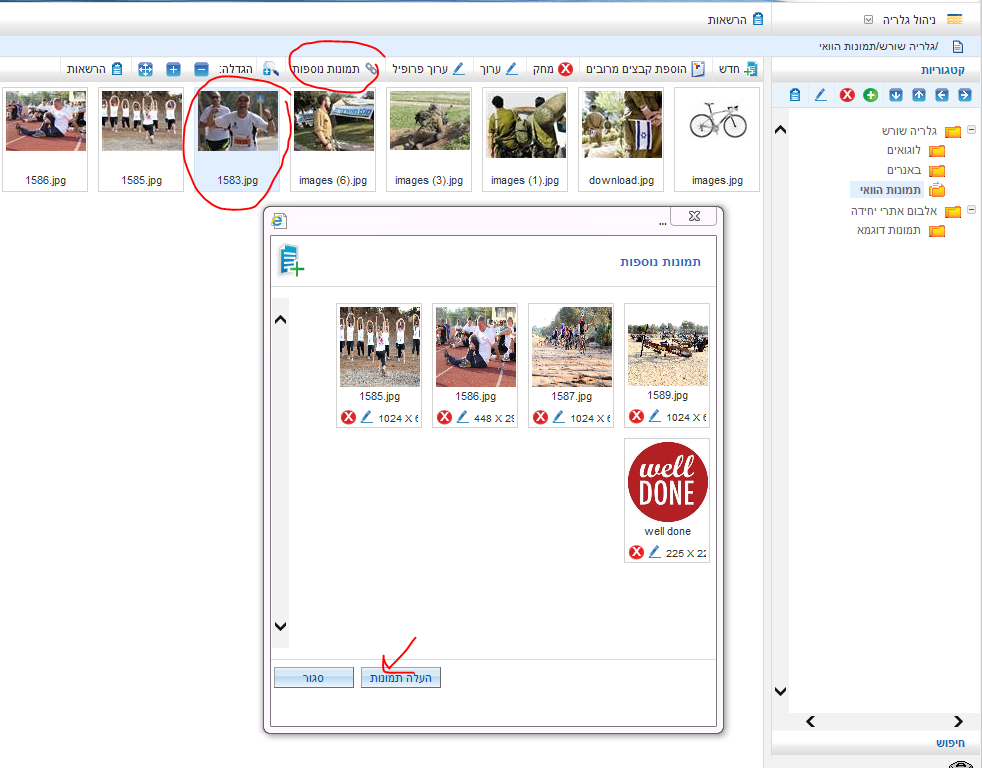 ניהול גלריה
הרשאות
/גלריה שורש/תמונות הוואי
קטגוריות
חדש
הוספת קבצים מרובים
מחק
ערוך
ערוך פרופיל
תמונות נוספות
הגדלה:
הרשאות
images.jpg
download.jpg
images (1).jpg
images (3).jpg
images (6).jpg
1583.jpg
1585.jpg
1586.jpg
גלריה שורש
לוגואים
באנרים
תמונות הוואי
אלבום אתרי יחידה
תמונות דוגמא
...
תמונות נוספות
1589.jpg
1587.jpg
1586.jpg
1585.jpg
1024 X 6
1024 X 6
448 X 29
1024 X 6
well
DONE
well done
225 X 22
העלה תמונות
סגור
חיפוש